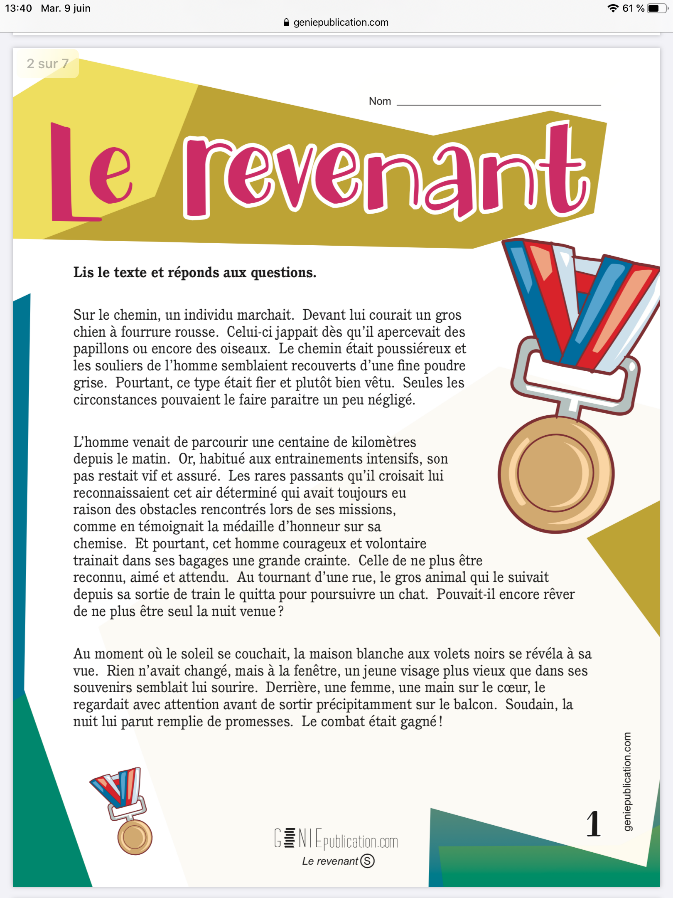 13:40 Mar. 9 juin 61 %
geniepublication.com
2 sur 7
Nom
Le revenant
Lis le texte et réponds aux questions.
Sur le chemin, un individu marchait. Devant lui courait un gros
chien à fourrure rousse. Celui-ci jappait dès qu'il apercevait des
papillons ou encore des oiseaux. Le chemin était poussiéreux et
les souliers de l'homme semblaient recouverts d'une fine poudre
grise. Pourtant, ce type était fier et plutôt bien vêtu. Seules les
circonstances pouvaient le faire paraitre un peu négligé.
L'homme venait de parcourir une centaine de kilomètres
depuis le matin. Or, habitué aux entrainements intensifs, son
pas restait vif et assuré. Les rares passants qu'il croisait lui
reconnaissaient cet air déterminé qui avait toujours eu
raison des obstacles rencontrés lors de ses missions,
comme en témoignait la médaille d'honneur sur sa
chemise. Et pourtant, cet homme courageux et volontaire
trainait dans ses bagages une grande crainte. Celle de ne plus être
reconnu, aimé et attendu. Au tournant d'une rue, le gros animal qui le suivait
depuis sa sortie de train le quitta pour poursuivre un chat. Pouvait-il encore rêver
de ne plus être seul la nuit venue ?
Au moment où le soleil se couchait, la maison blanche aux volets noirs se révéla à sa
vue. Rien n'avait changé, mais à la fenêtre, un jeune visage plus vieux que dans ses
souvenirs semblait lui sourire. Derrière, une femme, une main sur le cœur, le
regardait avec attention avant de sortir précipitamment sur le balcon. Soudain, la
nuit lui parut remplie de promesses. Le combat était gagné !
geniepublication.com
1
GÉNIEpublication.com
Le revenant Ⓢ